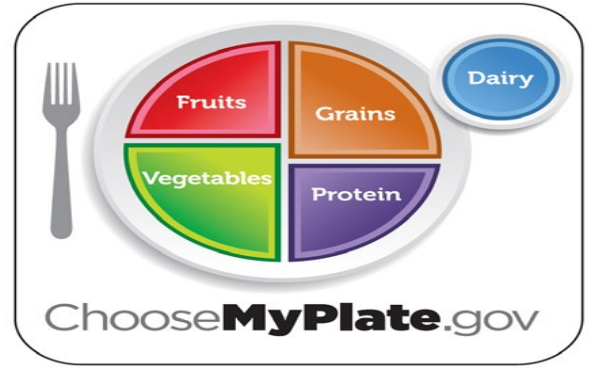 Fruits
Grains
Dairy
Vegetables
Protein
ChooseMyPlate.gov